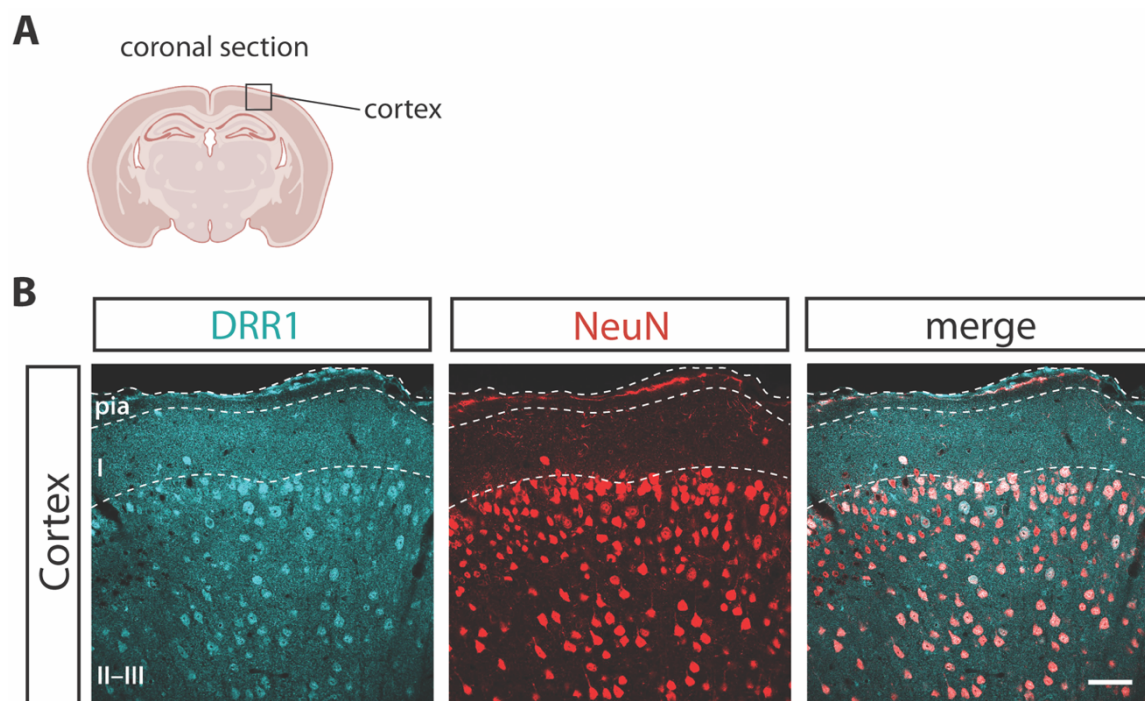 A
coronal section
cortex
B
DRR1
NeuN
merge
Cortex
pia
I
II–III